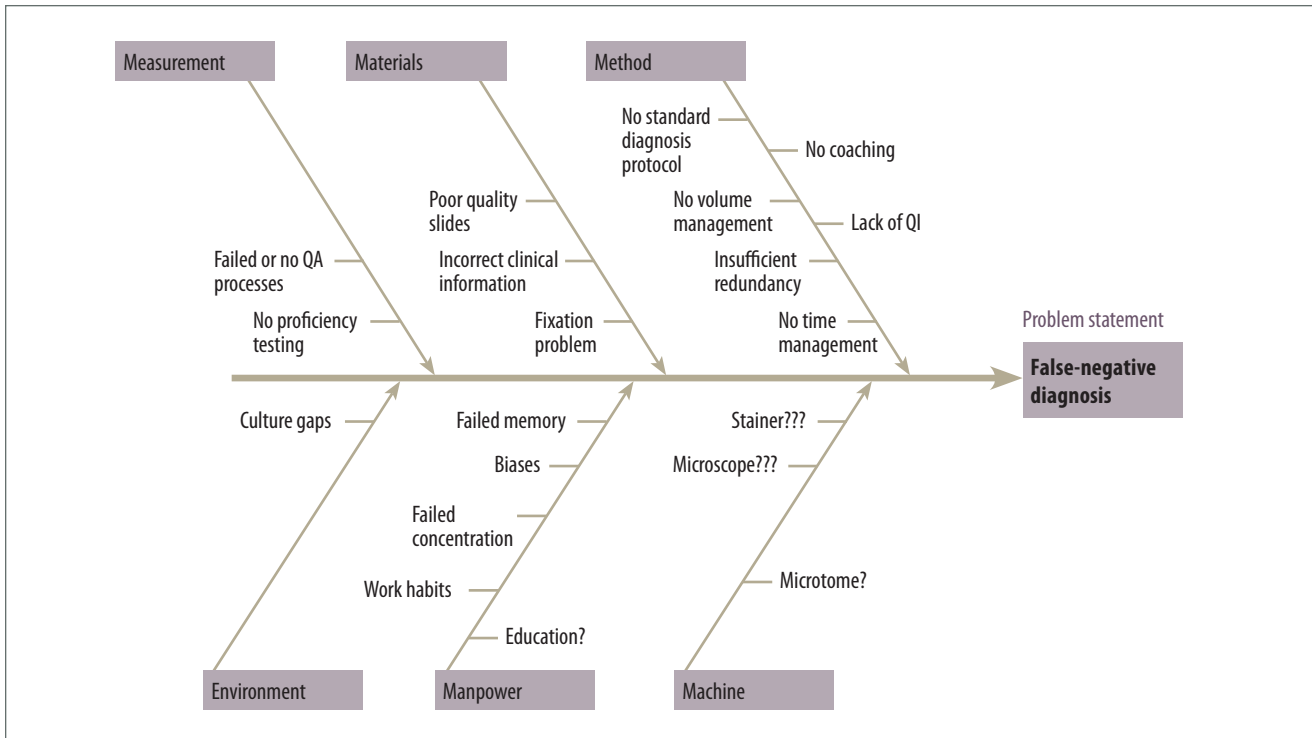 Measurement
Materials
Method
No standard
diagnosis
protocol
No coaching
Poor quality
slides
No volume
management
Lack of QI
Failed or no QA
processes
Incorrect clinical
information
Insufficient
redundancy
No proficiency
testing
Fixation
problem
No time
management
Problem statement
False-negative
diagnosis
Culture gaps
Failed memory
Stainer???
Biases
Microscope???
Failed
concentration
Work habits
Microtome?
Education?
Environment
Manpower
Machine